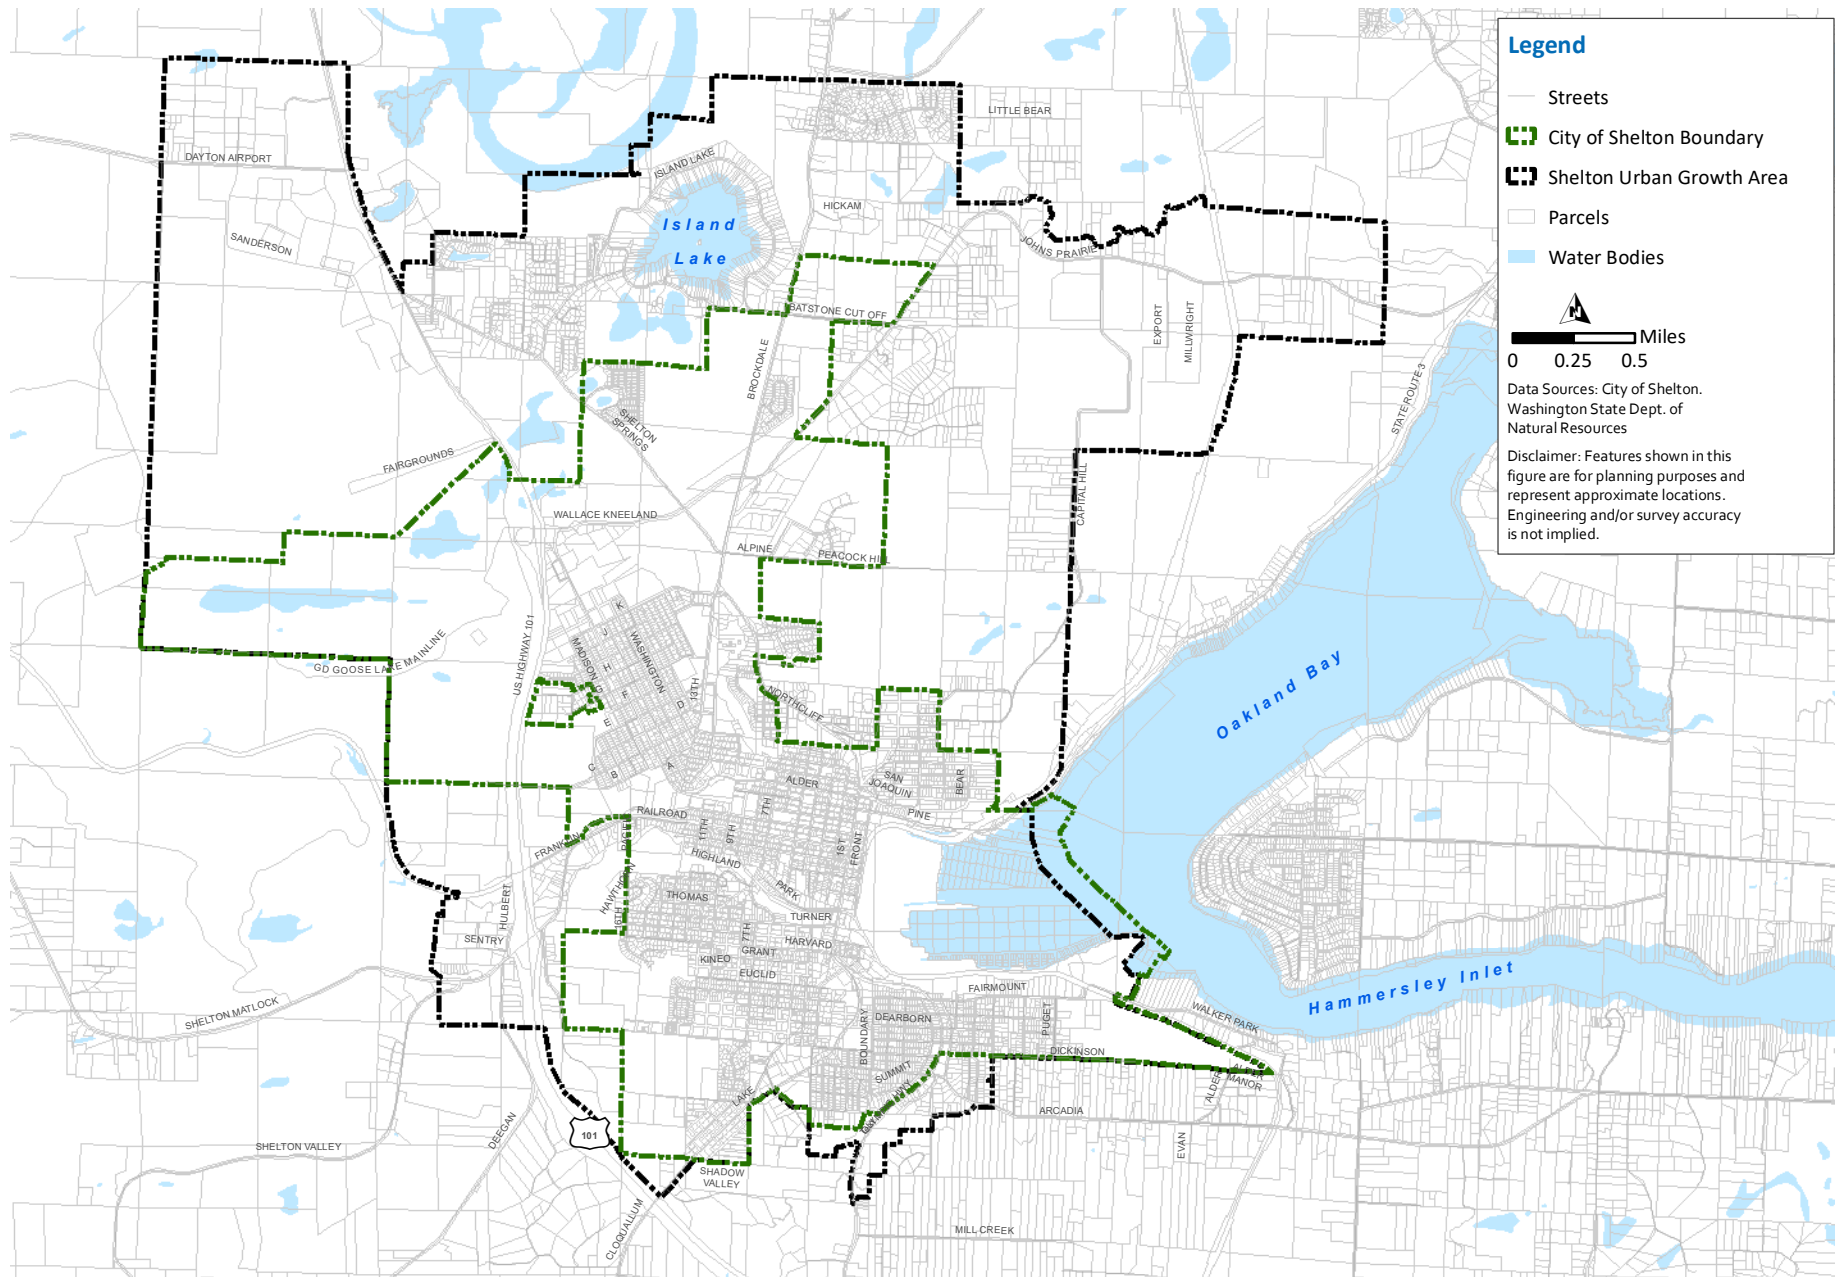 Legend
Streets
City of Shelton Boundary
Shelton Urban Growth Area
Parcels
Water Bodies
N
Miles
0 0.25 0.5
Data Sources: City of Shelton.
Washington State Dept. of
Natural Resources
Disclaimer: Features shown in this
figure are for planning purposes and
represent approximate locations.
Engineering and/or survey accuracy
is not implied.
LITTLE BEAR
DAYTON AIRPORT
ISLAND LAKE
HICKAM
Island
Lake
SANDERSON
JOHNS PRAIRIE
BATSTONE CUT OFF
EXPORT
MILLWRIGHT
BROCKDALE
STATE ROUTE 3
SHELTON
SPRINGS
FAIRGROUNDS
CAPITAL HILL
WALLACE KNEELAND
ALPINE
PEACOCK HILL
K
J
H
G
F
E
D
C
B
A
WASHINGTON
MADISON
US HIGHWAY 101
13TH
GD GOOSE LAKE MAINLINE
NORTHCLIFF
Oakland Bay
ALDER
SAN
JOAQUIN
BEAR
PINE
7TH
RAILROAD
11TH
9TH
1ST
FRONT
FRANKLIN
HIGHLAND
PARK
HAWTHORN
16TH
THOMAS
TURNER
7TH
HARVARD
GRANT
KINEO
EUCLID
HULBERT
SENTRY
SHELTON MATLOCK
FAIRMOUNT
Hammersley Inlet
WALKER PARK
DEARBORN
PUGET
BOUNDARY
DICKINSON
SUMMIT
HWY
ALDER
MANOR
ARCADIA
LAKE
DEEGAN
101
SHELTON VALLEY
SHADOW
VALLEY
EVAN
CLOQUALLUM
MILL CREEK